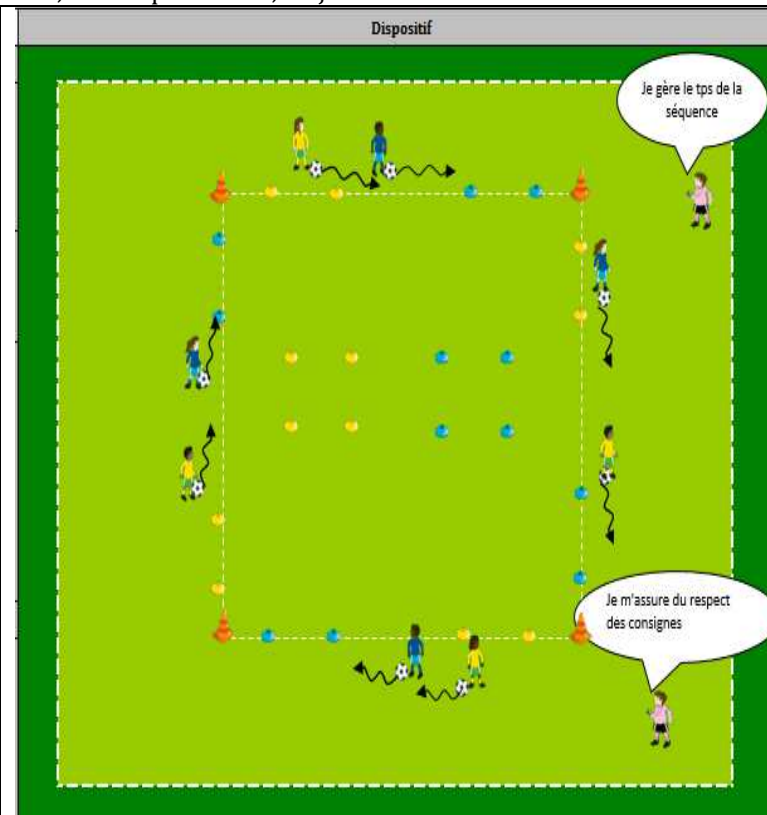 Dispositif
Je gère le tps de la
séquence
Je m'assure du respect
des consignes